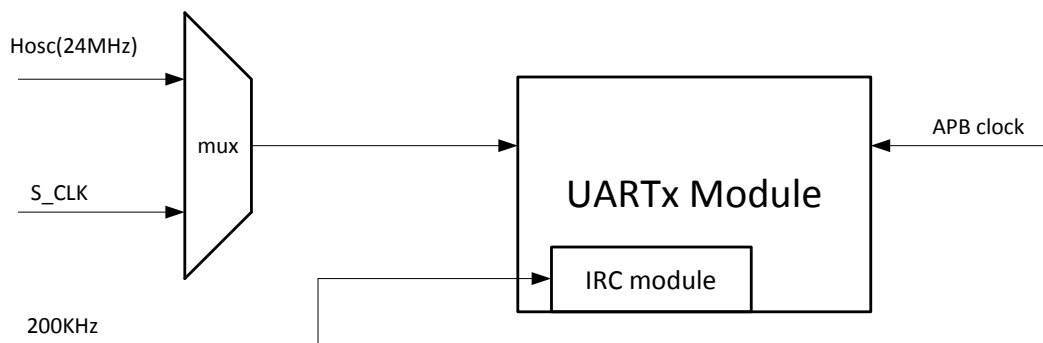 Hosc(24MHz)
mux
APB clock
S_CLK
UARTx Module
IRC module
200KHz